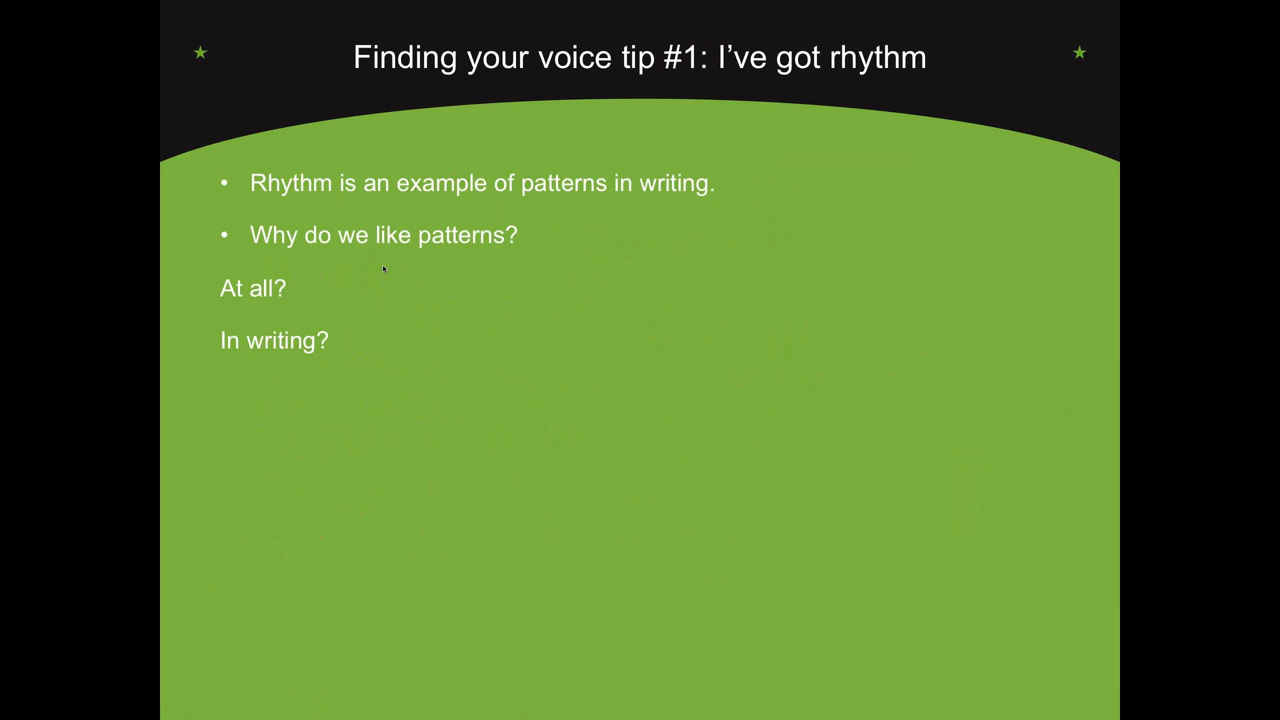 Finding your voice tip #1: I’ve got rhythm
• Rhythm is an example of patterns in writing.
• Why do we like patterns?
At all?
In writing?